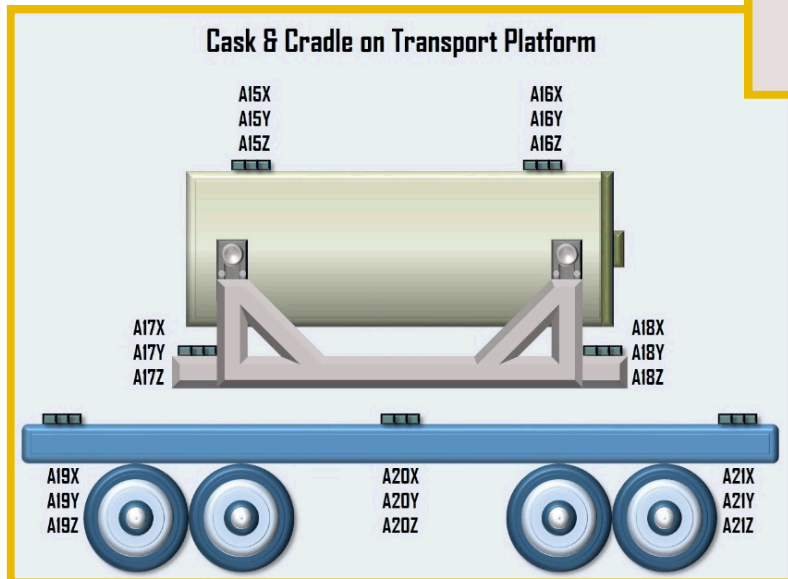 Cask & Cradle on Transport Platform
A15X
A15Y
A15Z
A16X
A16Y
A16Z
A17X
A17Y
A17Z
A18X
A18Y
A18Z
A19X
A19Y
A19Z
A20X
A20Y
A20Z
A21X
A21Y
A21Z